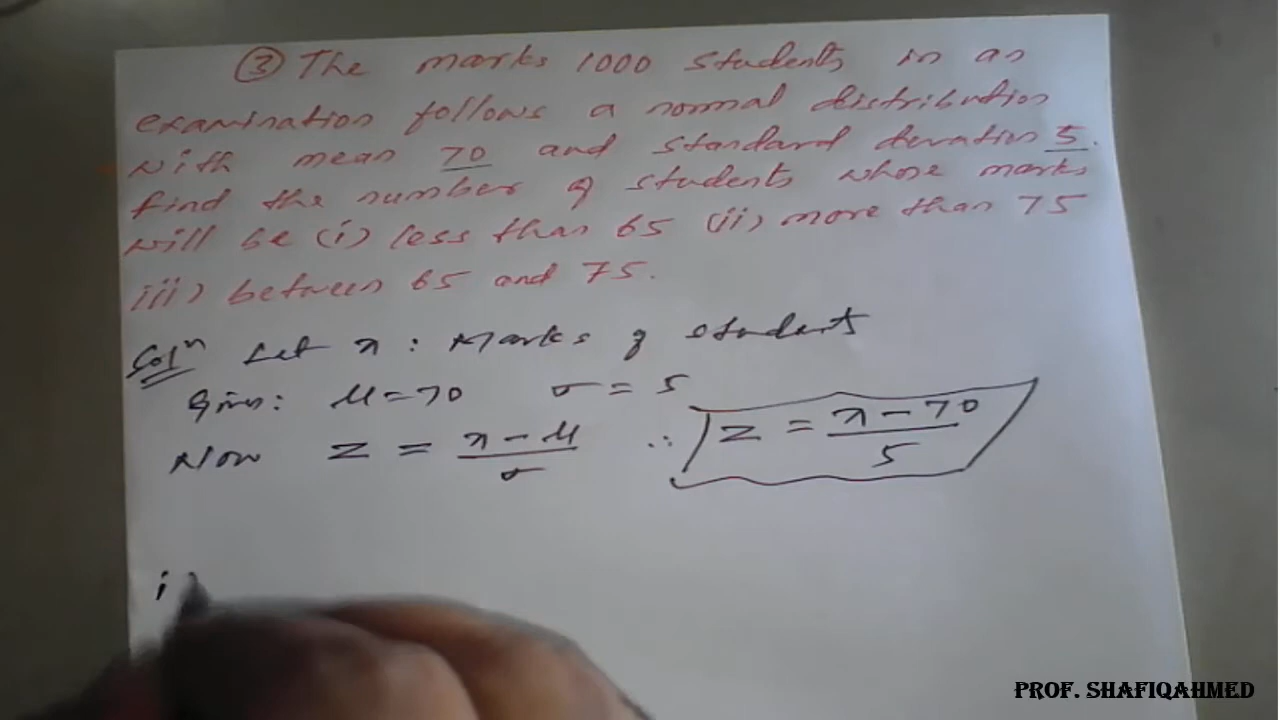 ③ The marks 1000 students in an
examination follows a normal distribution
with mean 70 and standard deviation 5.
find the number of students whose marks
will be (i) less than 65 (ii) more than 75
iii) between 65 and 75.
Solⁿ Let x : Marks of student
Given: μ = 70 σ = 5
Now Z = (x - μ)/σ ∴ Z = (x - 70)/5
i)
PROF. SHAFIQAHMED